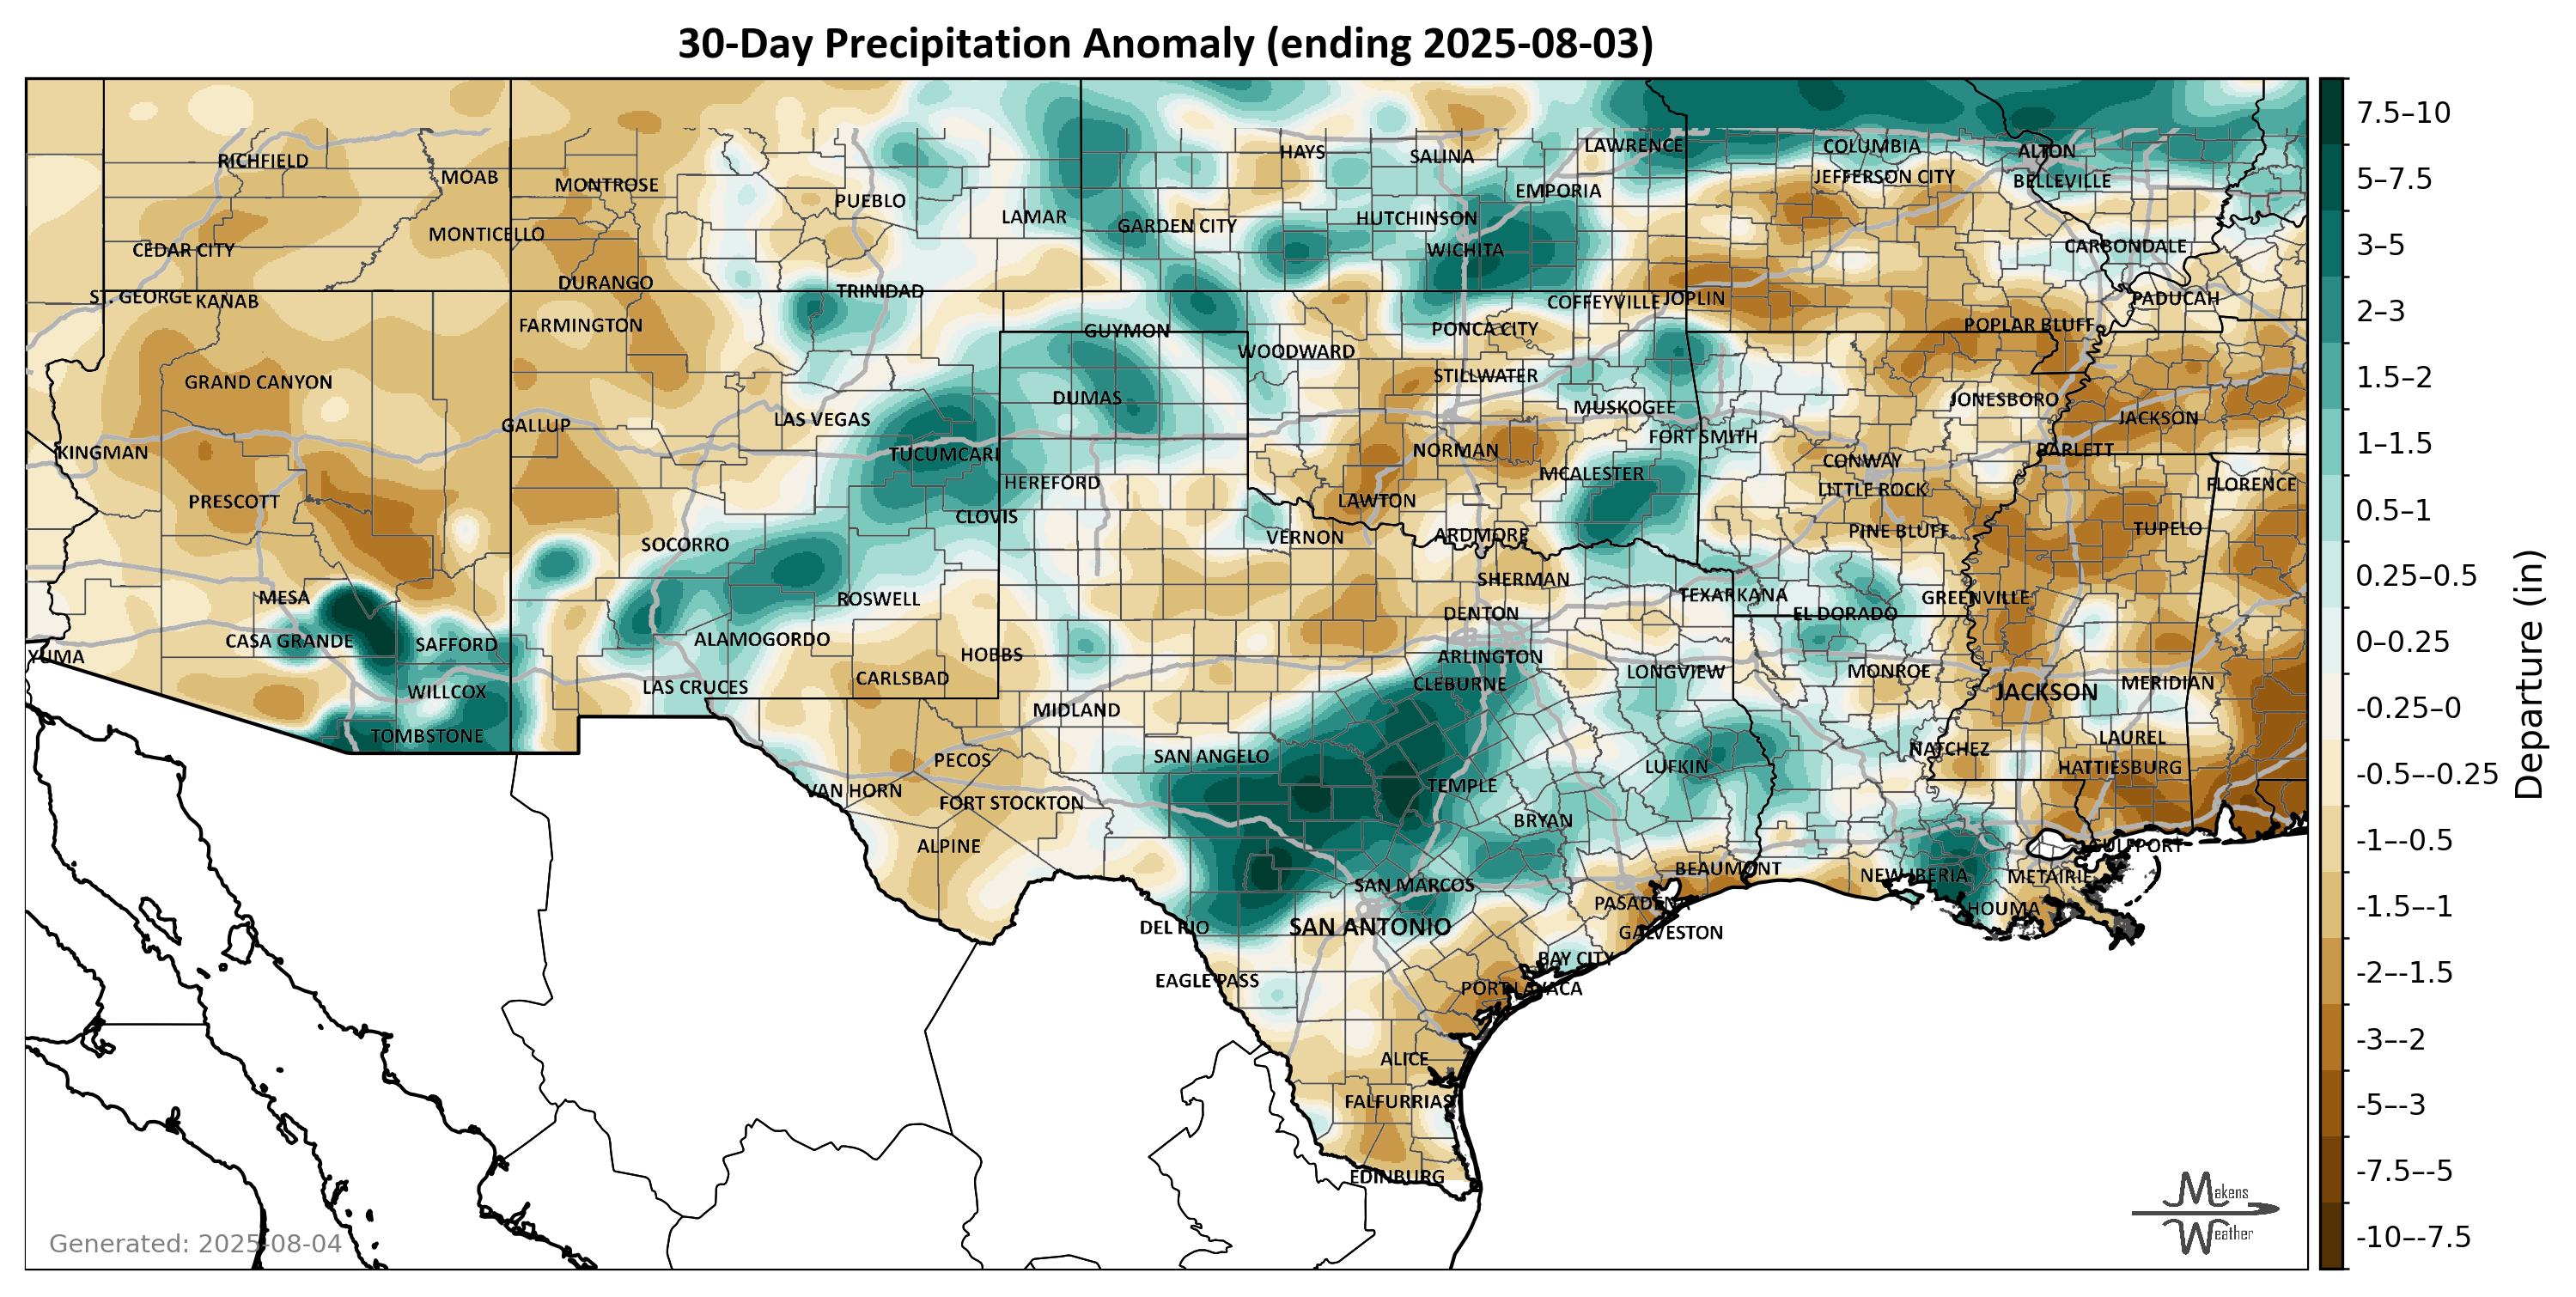 30-Day Precipitation Anomaly (ending 2025-08-03)
HAYS
SALINA
LAWRENCE
COLUMBIA
ALTON
RICHFIELD
MOAB
MONTROSE
PUEBLO
EMPORIA
JEFFERSON CITY
BELLEVILLE
LAMAR
GARDEN CITY
HUTCHINSON
CEDAR CITY
MONTICELLO
WICHITA
CARBONDALE
DURANGO
TRINIDAD
ST. GEORGE
KANAB
COFFEYVILLE
JOPLIN
PADUCAH
FARMINGTON
GUYMON
PONCA CITY
POPLAR BLUFF
WOODWARD
GRAND CANYON
STILLWATER
DUMAS
MUSKOGEE
JONESBORO
LAS VEGAS
GALLUP
JACKSON
NORMAN
FORT SMITH
KINGMAN
TUCUMCARI
BARLETT
PRESCOTT
HEREFORD
MCALESTER
CONWAY
LITTLE ROCK
FLORENCE
LAWTON
CLOVIS
VERNON
ARDMORE
PINE BLUFF
TUPELO
SOCORRO
SHERMAN
MESA
ROSWELL
DENTON
TEXARKANA
GREENVILLE
EL DORADO
CASA GRANDE
SAFFORD
ALAMOGORDO
YUMA
HOBBS
ARLINGTON
LONGVIEW
MONROE
WILLCOX
LAS CRUCES
CARLSBAD
CLEBURNE
JACKSON
MERIDIAN
MIDLAND
TOMBSTONE
SAN ANGELO
PECOS
NATCHEZ
LAUREL
LUFKIN
HATTIESBURG
VAN HORN
FORT STOCKTON
TEMPLE
BRYAN
ALPINE
GULFPORT
BEAUMONT
NEW IBERIA
METAIRIE
SAN MARCOS
PASADENA
HOUMA
DEL RIO
SAN ANTONIO
GALVESTON
BAY CITY
EAGLE PASS
PORT LAVACA
ALICE
FALFURRIAS
EDINBURG
Generated: 2025-08-04
Makens
Weather
7.5–10
5–7.5
3–5
2–3
1.5–2
1–1.5
0.5–1
0.25–0.5
0–0.25
-0.25–0
-0.5–-0.25
-1–-0.5
-1.5–-1
-2–-1.5
-3–-2
-5–-3
-7.5–-5
-10–-7.5
Departure (in)